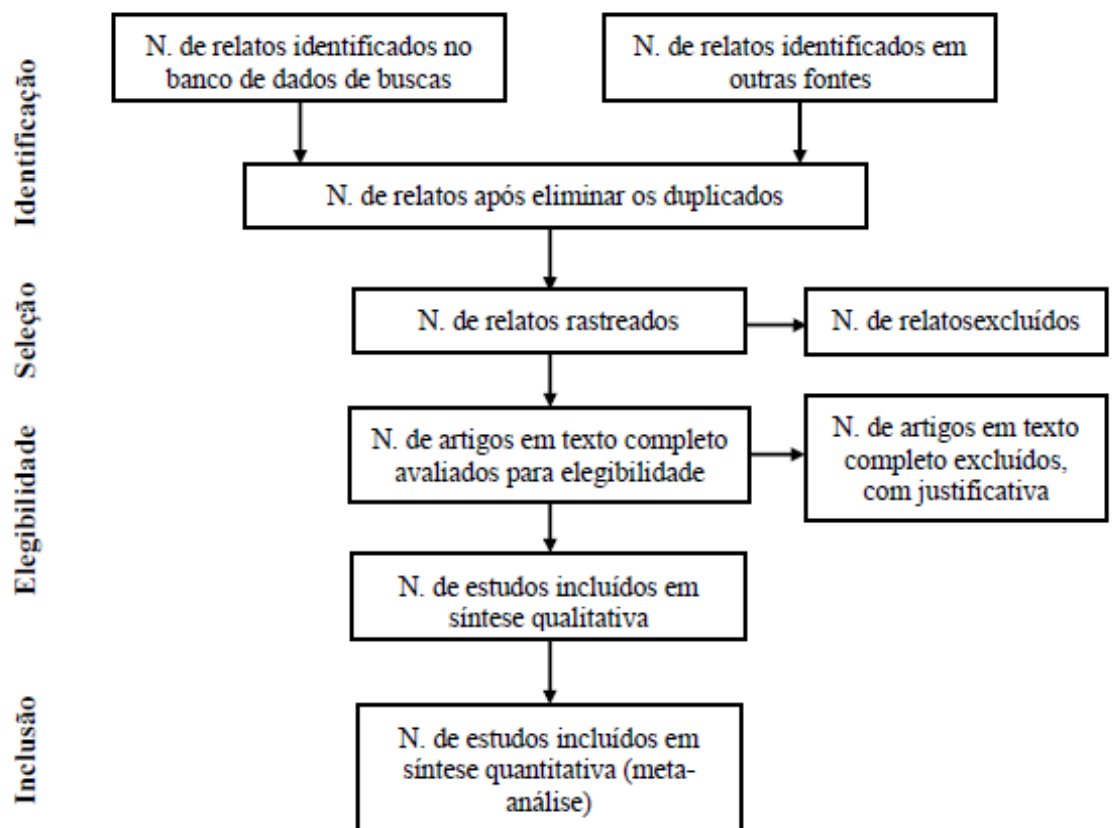 Identificação
N. de relatos identificados no
banco de dados de buscas
N. de relatos identificados em
outras fontes
N. de relatos após eliminar os duplicados
Seleção
N. de relatos rastreados
N. de relatosexcluídos
Elegibilidade
N. de artigos em texto completo
avaliados para elegibilidade
N. de artigos em texto
completo excluídos,
com justificativa
N. de estudos incluídos em
síntese qualitativa
Inclusão
N. de estudos incluídos em
síntese quantitativa (meta-
análise)